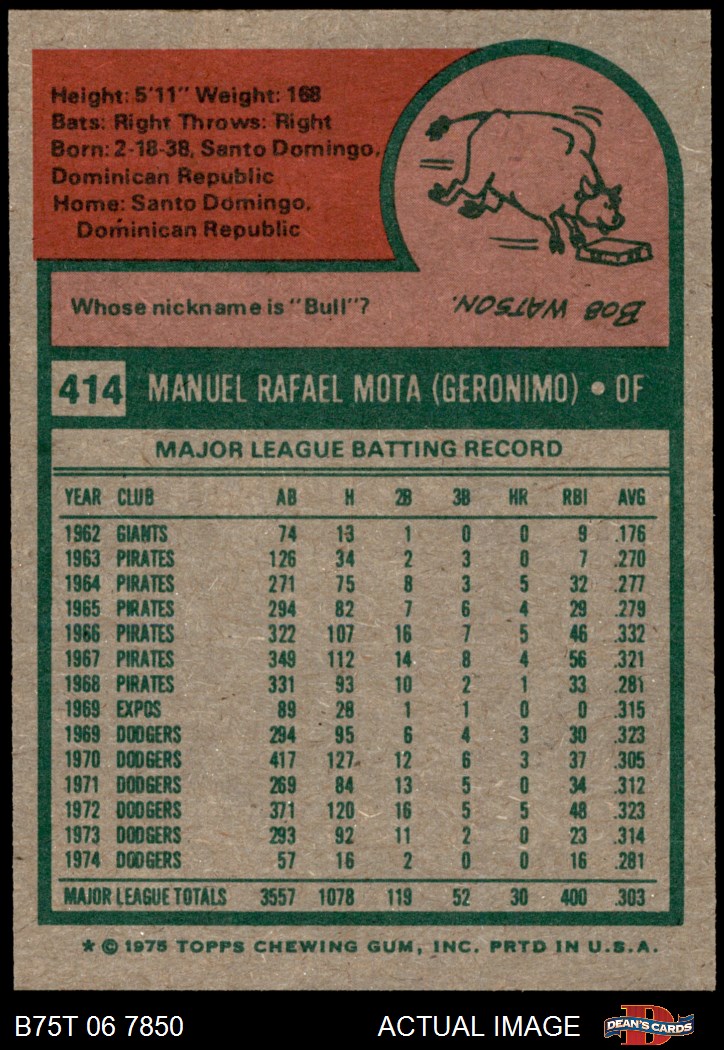 Height: 5'11" Weight: 168
Bats: Right Throws: Right
Born: 2-18-38, Santo Domingo,
Dominican Republic
Home: Santo Domingo,
Dominican Republic
Whose nickname is "Bull"?
BOB WATSON.
414 MANUEL RAFAEL MOTA (GERONIMO) • OF
MAJOR LEAGUE BATTING RECORD
YEAR CLUB AB H 2B 3B HR RBI AVG
1962 GIANTS 74 13 1 0 0 9 .176
1963 PIRATES 126 34 2 3 0 7 .270
1964 PIRATES 271 75 8 3 5 32 .277
1965 PIRATES 294 82 7 6 4 29 .279
1966 PIRATES 322 107 16 7 5 46 .332
1967 PIRATES 349 112 14 8 4 56 .321
1968 PIRATES 331 93 10 2 1 33 .281
1969 EXPOS 89 28 1 1 0 0 .315
1969 DODGERS 294 95 6 4 3 30 .323
1970 DODGERS 417 127 12 6 3 37 .305
1971 DODGERS 269 84 13 5 0 34 .312
1972 DODGERS 371 120 16 5 5 48 .323
1973 DODGERS 293 92 11 2 0 23 .314
1974 DODGERS 57 16 2 0 0 16 .281
MAJOR LEAGUE TOTALS 3557 1078 119 52 30 400 .303
* © 1975 TOPPS CHEWING GUM, INC. PRTD IN U.S.A.
B75T 06 7850 ACTUAL IMAGE D DEAN'S CARDS